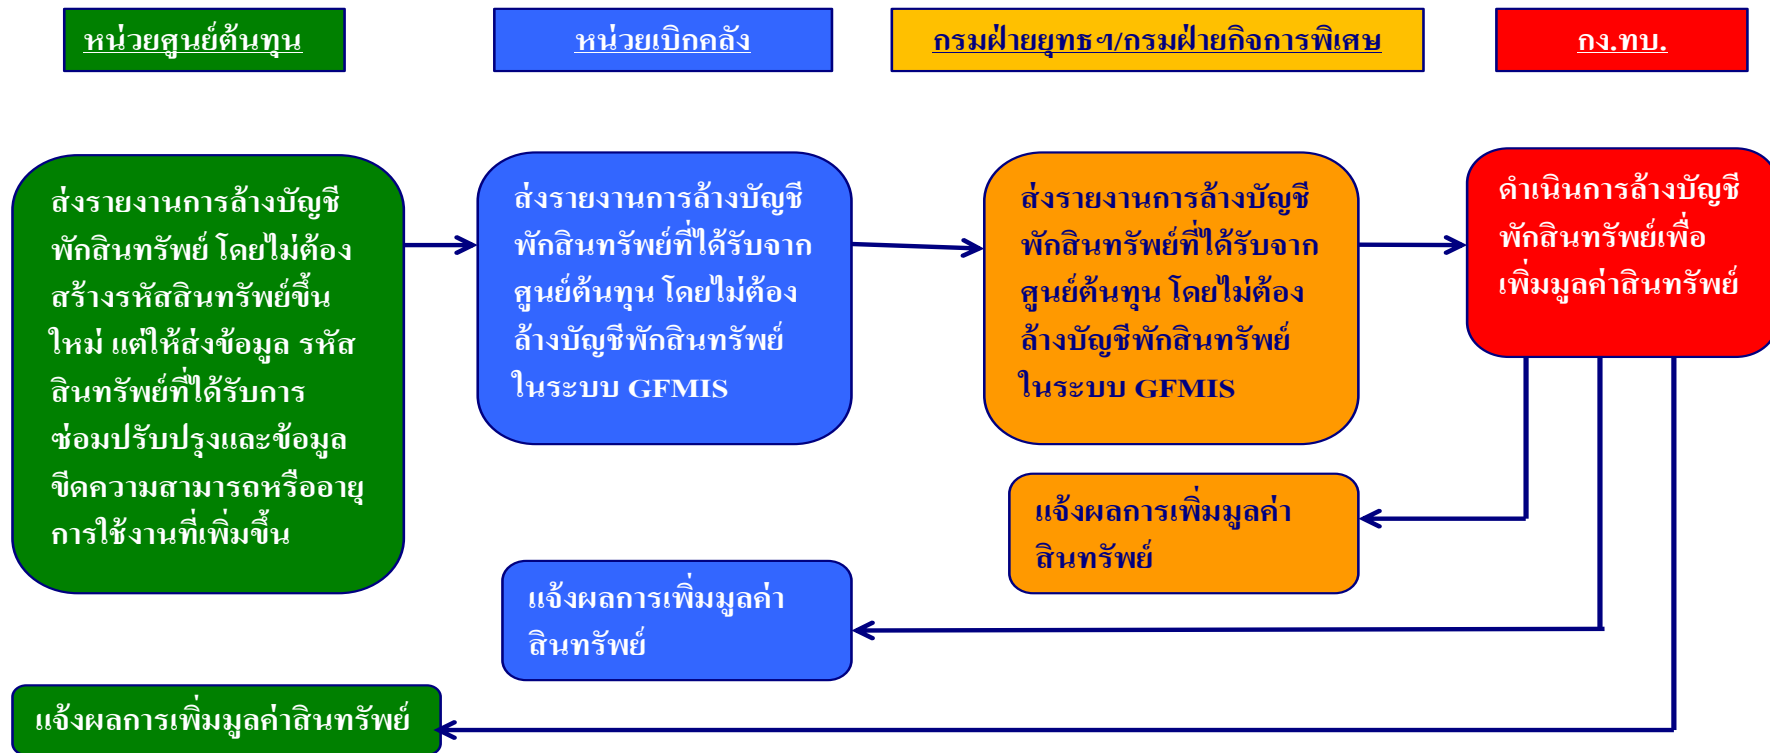 หน่วยศูนย์ต้นทุน
หน่วยเบิกคลัง
กรมฝ่ายยุทธฯ/กรมฝ่ายกิจการพิเศษ
กง.ทบ.
ส่งรายงานการล้างบัญชี
พักสินทรัพย์ โดยไม่ต้อง
สร้างรหัสสินทรัพย์ขึ้น
ใหม่ แต่ให้ส่งข้อมูล รหัส
สินทรัพย์ที่ได้รับการ
ซ่อมปรับปรุงและข้อมูล
ขีดความสามารถหรืออายุ
การใช้งานที่เพิ่มขึ้น
ส่งรายงานการล้างบัญชี
พักสินทรัพย์ที่ได้รับจาก
ศูนย์ต้นทุน โดยไม่ต้อง
ล้างบัญชีพักสินทรัพย์
ในระบบ GFMIS
ส่งรายงานการล้างบัญชี
พักสินทรัพย์ที่ได้รับจาก
ศูนย์ต้นทุน โดยไม่ต้อง
ล้างบัญชีพักสินทรัพย์
ในระบบ GFMIS
ดำเนินการล้างบัญชี
พักสินทรัพย์เพื่อ
เพิ่มมูลค่าสินทรัพย์
แจ้งผลการเพิ่มมูลค่า
สินทรัพย์
แจ้งผลการเพิ่มมูลค่า
สินทรัพย์
แจ้งผลการเพิ่มมูลค่าสินทรัพย์